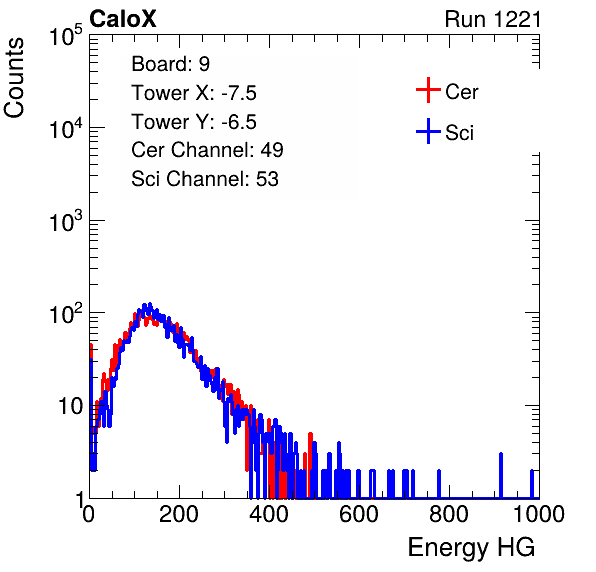 CaloX Run 1221
Counts
10^5
10^4
10^3
10^2
10
1
Board: 9
Tower X: -7.5
Tower Y: -6.5
Cer Channel: 49
Sci Channel: 53
Cer
Sci
0 200 400 600 800 1000
Energy HG